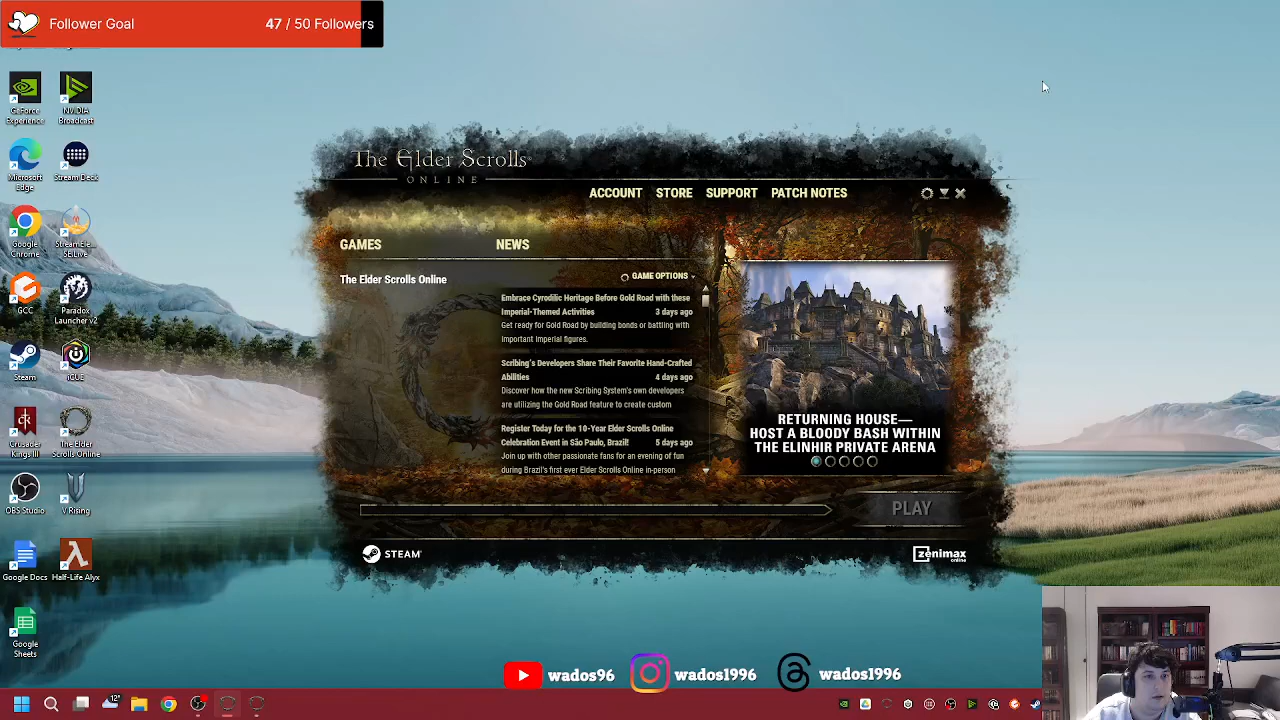 Follower Goal 47 / 50 Followers
GeForce Experience
NVIDIA Broadcast
Microsoft Edge
Stream Deck
Google Chrome
StreamEle... SE.Live
GCC
Paradox Launcher v2
Steam
iCUE
Crusader Kings III
The Elder Scrolls Online
OBS Studio
V Rising
Google Docs
Half-Life Alyx
Google Sheets
The Elder Scrolls
ONLINE
ACCOUNT STORE SUPPORT PATCH NOTES
GAMES NEWS
The Elder Scrolls Online
GAME OPTIONS
Embrace Cyrodilic Heritage Before Gold Road with these
Imperial-Themed Activities 3 days ago
Get ready for Gold Road by building bonds or battling with
important Imperial figures.
Scribing's Developers Share Their Favorite Hand-Crafted
Abilities 4 days ago
Discover how the new Scribing System's own developers
are utilizing the Gold Road feature to create custom
Register Today for the 10-Year Elder Scrolls Online
Celebration Event in São Paulo, Brazil! 5 days ago
Join up with other passionate fans for an evening of fun
during Brazil's first ever Elder Scrolls Online in-person
RETURNING HOUSE—
HOST A BLOODY BASH WITHIN
THE ELINHIR PRIVATE ARENA
PLAY
STEAM
zenimax
online
wados96 wados1996 wados1996
12°